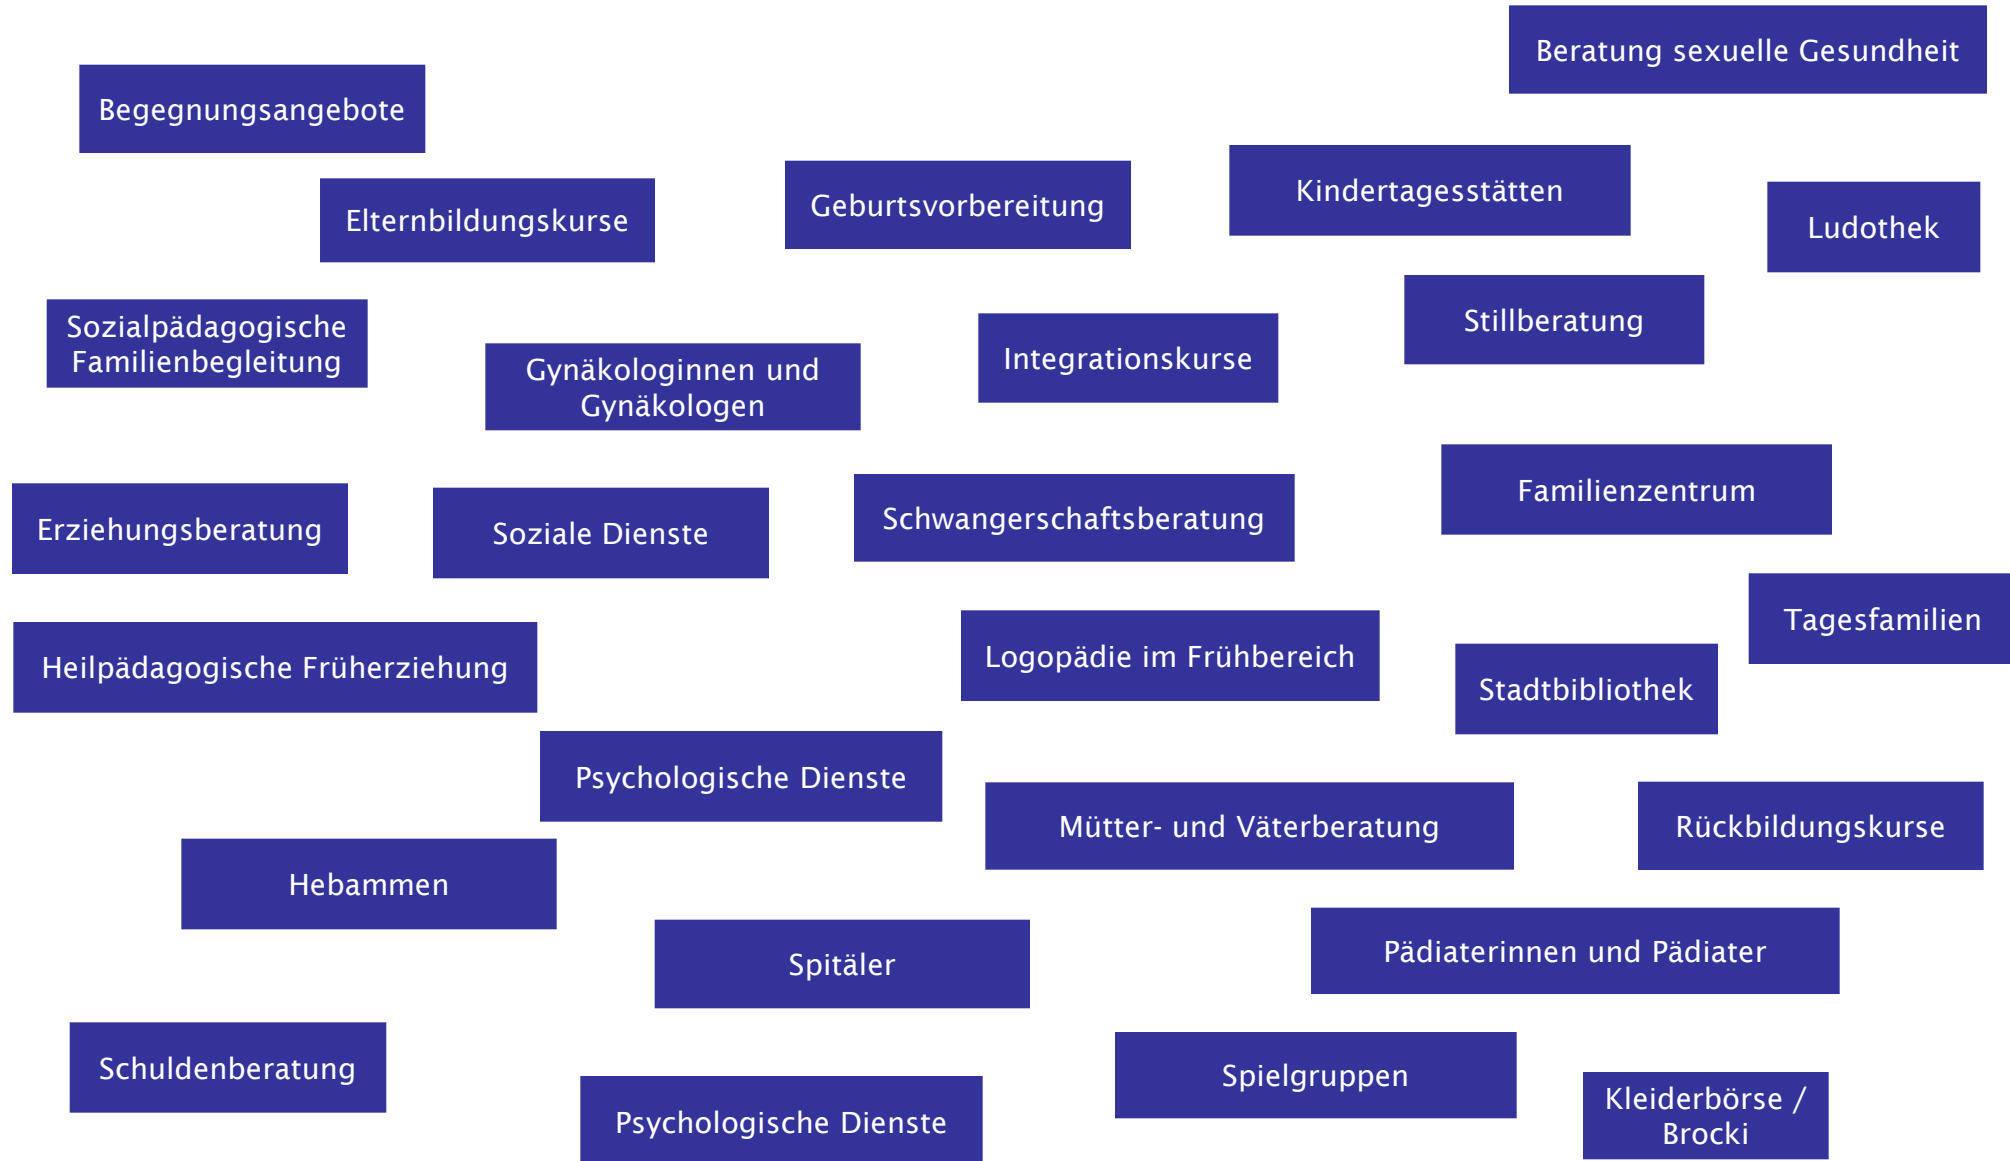 Beratung sexuelle Gesundheit
Begegnungsangebote
Kindertagesstätten
Geburtsvorbereitung
Elternbildungskurse
Ludothek
Sozialpädagogische
Familienbegleitung
Stillberatung
Integrationskurse
Gynäkologinnen und
Gynäkologen
Familienzentrum
Erziehungsberatung
Soziale Dienste
Schwangerschaftsberatung
Tagesfamilien
Heilpädagogische Früherziehung
Logopädie im Frühbereich
Stadtbibliothek
Psychologische Dienste
Mütter- und Väterberatung
Rückbildungskurse
Hebammen
Spitäler
Pädiaterinnen und Pädiater
Schuldenberatung
Spielgruppen
Psychologische Dienste
Kleiderbörse /
Brocki